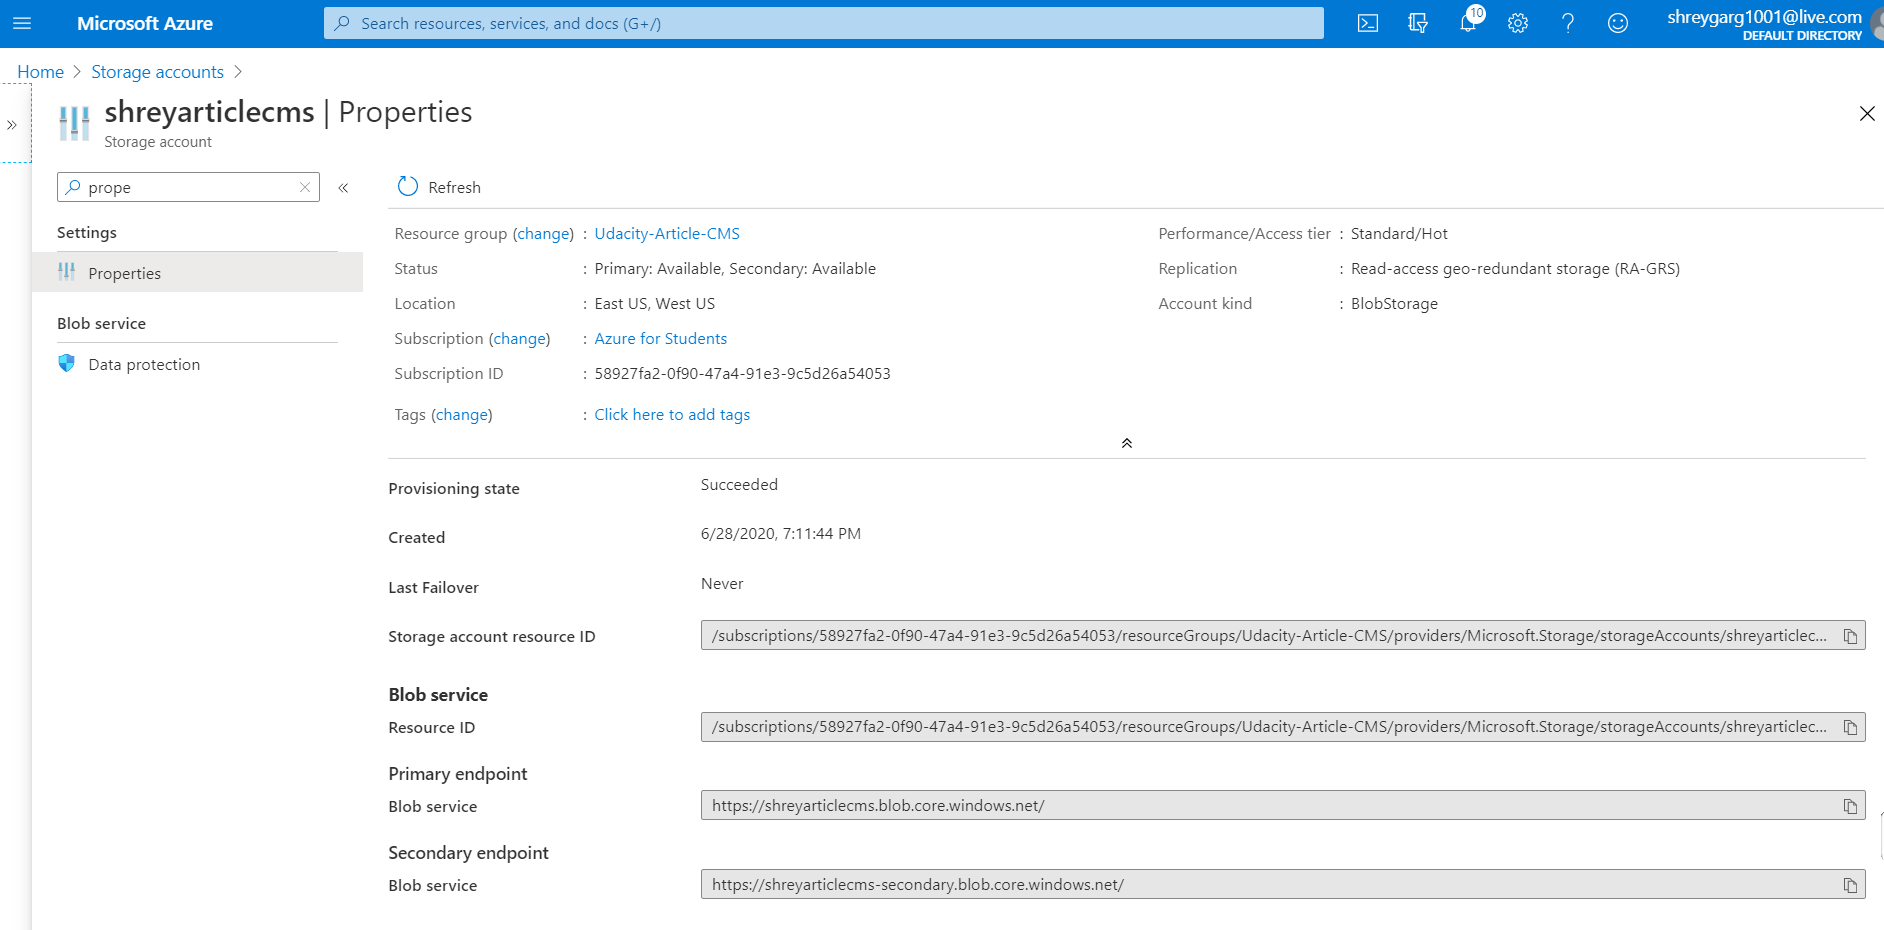 Microsoft Azure
Search resources, services, and docs (G+/)
10
shreygarg1001@live.com
DEFAULT DIRECTORY
Home > Storage accounts >
»
shreyarticlecms | Properties
Storage account
prope
«
Refresh
Settings
Properties
Blob service
Data protection
Resource group (change) : Udacity-Article-CMS
Performance/Access tier : Standard/Hot
Status : Primary: Available, Secondary: Available
Replication : Read-access geo-redundant storage (RA-GRS)
Location : East US, West US
Account kind : BlobStorage
Subscription (change) : Azure for Students
Subscription ID : 58927fa2-0f90-47a4-91e3-9c5d26a54053
Tags (change) : Click here to add tags
Provisioning state Succeeded
Created 6/28/2020, 7:11:44 PM
Last Failover Never
Storage account resource ID /subscriptions/58927fa2-0f90-47a4-91e3-9c5d26a54053/resourceGroups/Udacity-Article-CMS/providers/Microsoft.Storage/storageAccounts/shreyarticlec...
Blob service
Resource ID /subscriptions/58927fa2-0f90-47a4-91e3-9c5d26a54053/resourceGroups/Udacity-Article-CMS/providers/Microsoft.Storage/storageAccounts/shreyarticlec...
Primary endpoint
Blob service https://shreyarticlecms.blob.core.windows.net/
Secondary endpoint
Blob service https://shreyarticlecms-secondary.blob.core.windows.net/